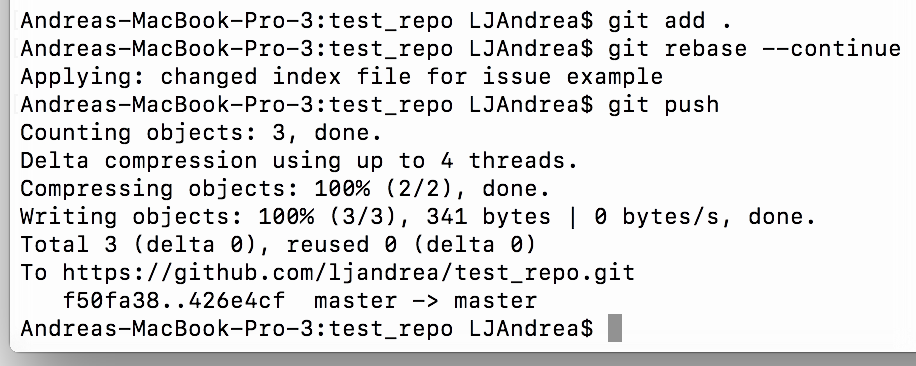 Andreas-MacBook-Pro-3:test_repo LJAndrea$ git add .
Andreas-MacBook-Pro-3:test_repo LJAndrea$ git rebase --continue
Applying: changed index file for issue example
Andreas-MacBook-Pro-3:test_repo LJAndrea$ git push
Counting objects: 3, done.
Delta compression using up to 4 threads.
Compressing objects: 100% (2/2), done.
Writing objects: 100% (3/3), 341 bytes | 0 bytes/s, done.
Total 3 (delta 0), reused 0 (delta 0)
To https://github.com/ljandrea/test_repo.git
   f50fa38..426e4cf  master -> master
Andreas-MacBook-Pro-3:test_repo LJAndrea$